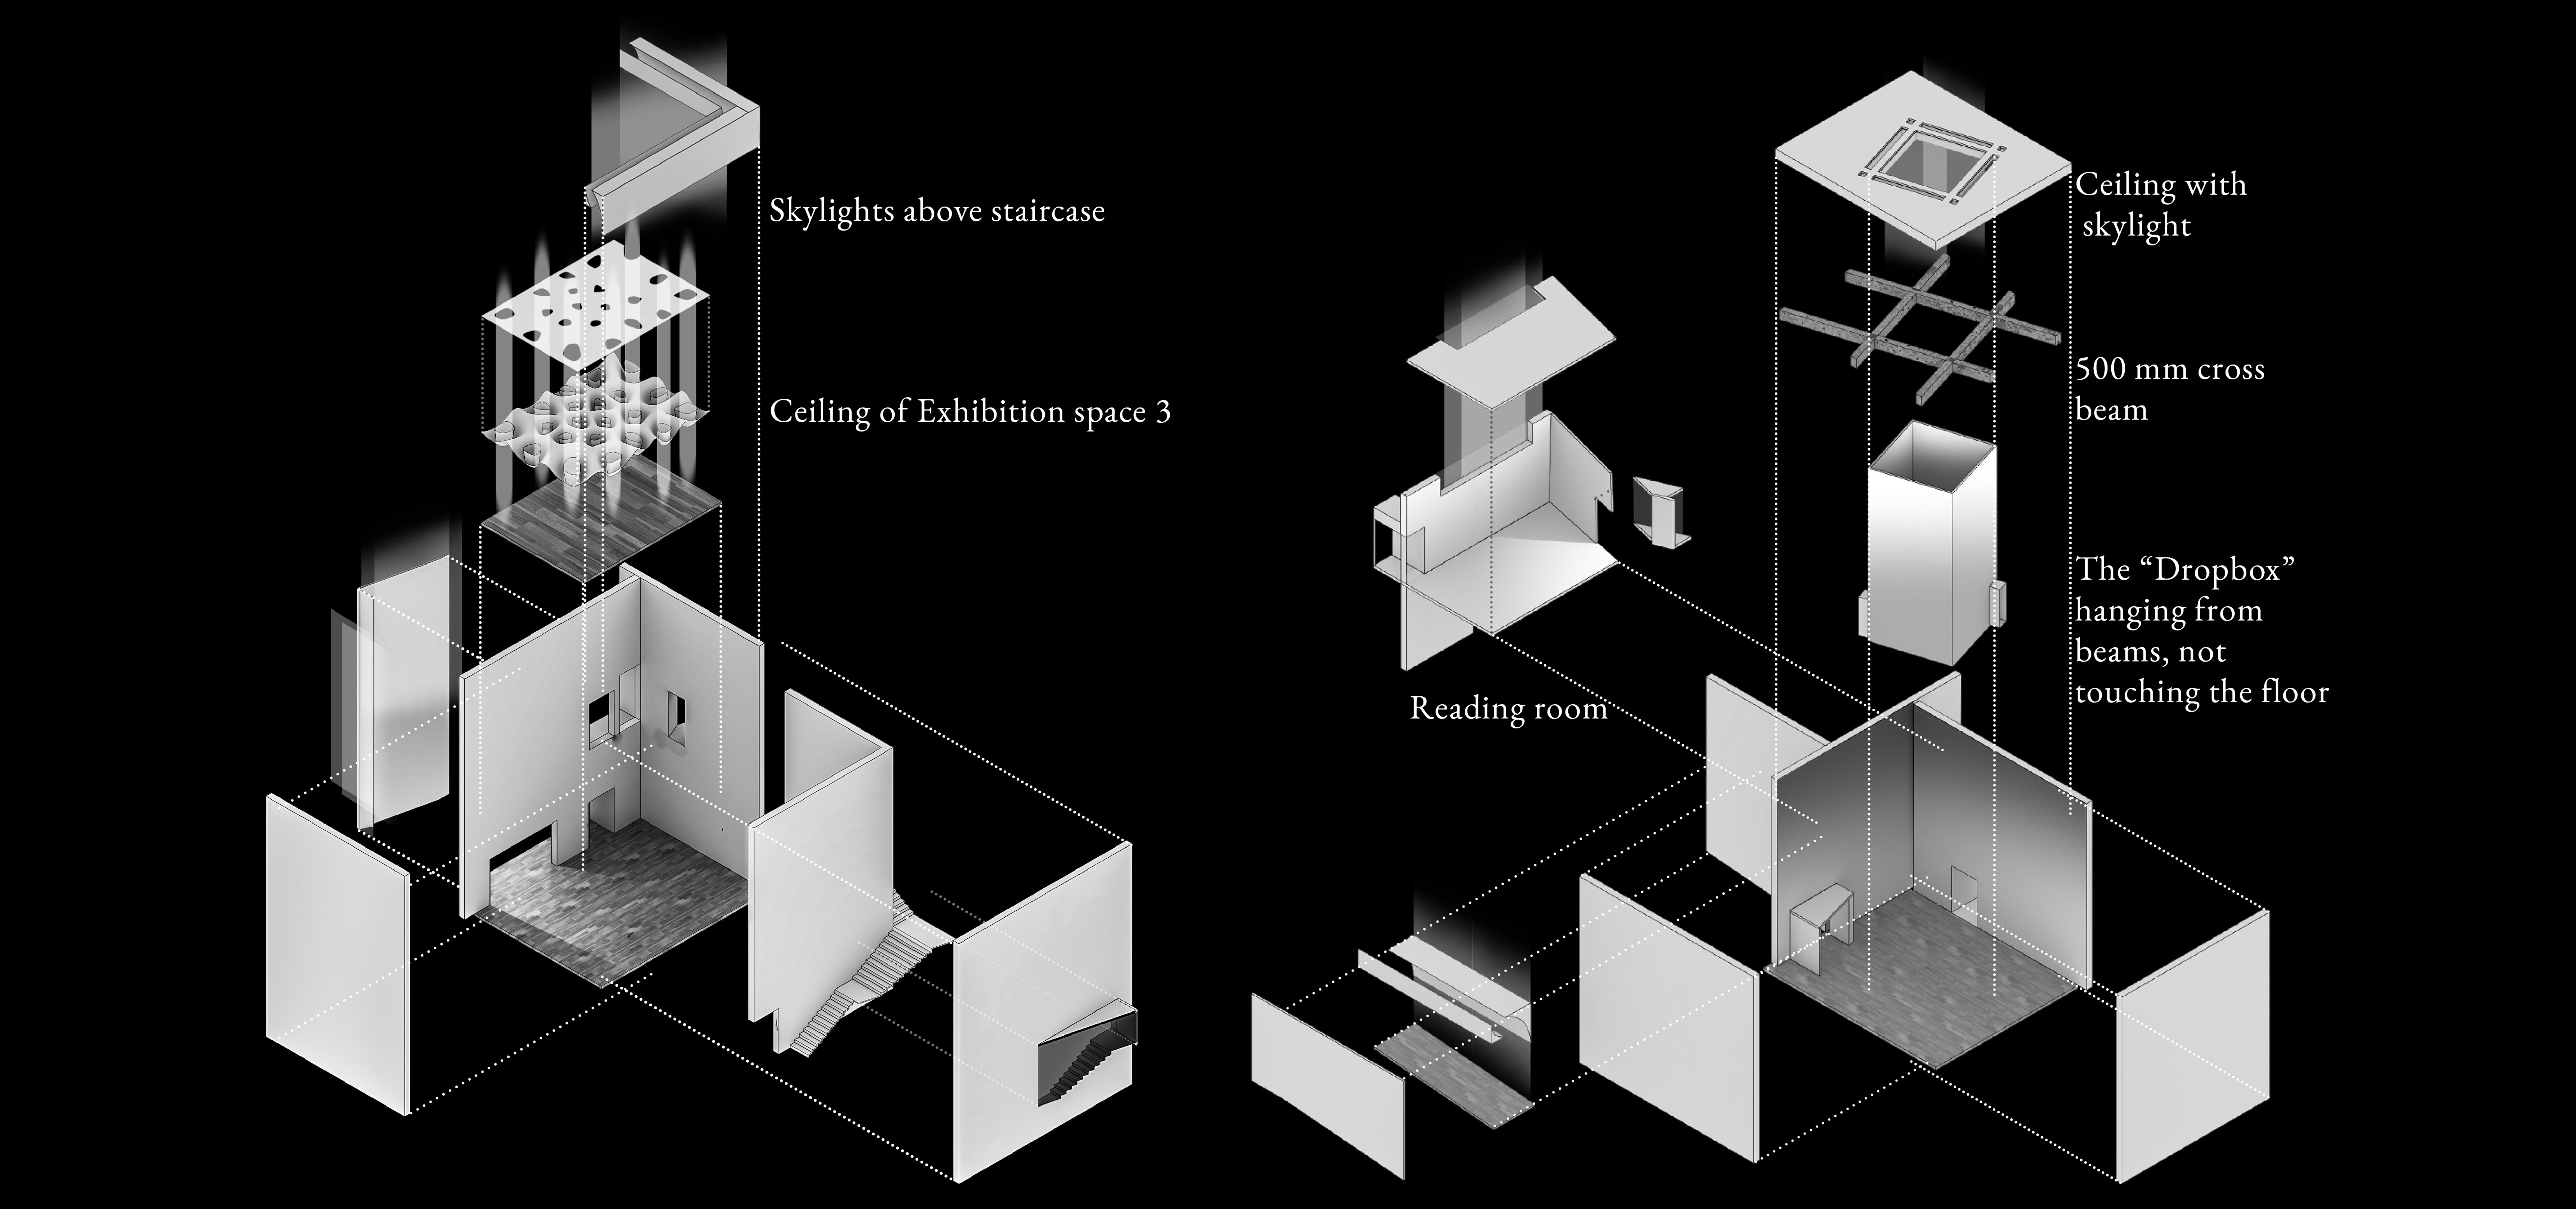 Skylights above staircase
Ceiling of Exhibition space 3
Reading room
Ceiling with
skylight
500 mm cross
beam
The “Dropbox”
hanging from
beams, not
touching the floor